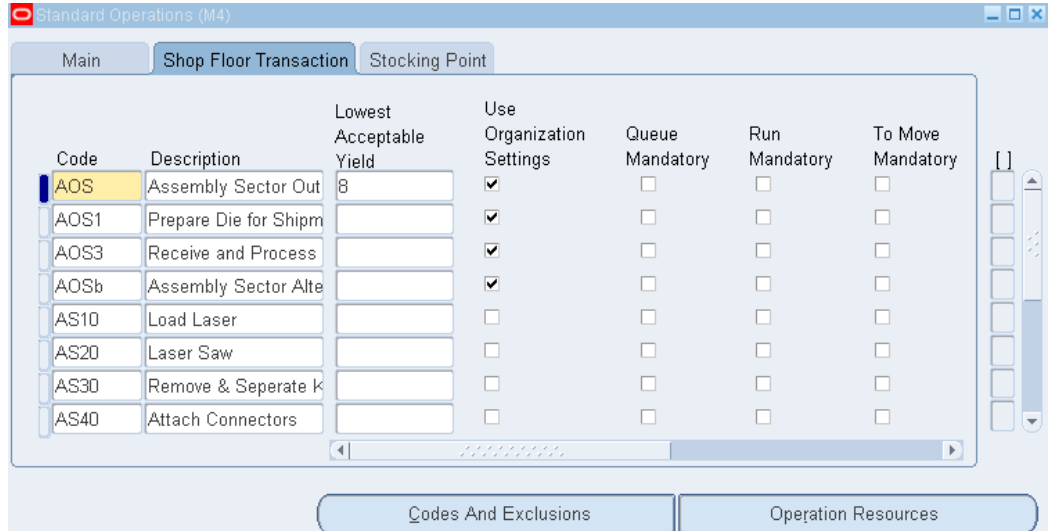 Standard Operations (M4)
Main Shop Floor Transaction Stocking Point
Lowest Use
Acceptable Organization Queue Run To Move
Code Description Yield Settings Mandatory Mandatory Mandatory [ ]
AOS Assembly Sector Out 8
AOS1 Prepare Die for Shipm
AOS3 Receive and Process
AOSb Assembly Sector Alte
AS10 Load Laser
AS20 Laser Saw
AS30 Remove & Seperate K
AS40 Attach Connectors
Codes And Exclusions Operation Resources